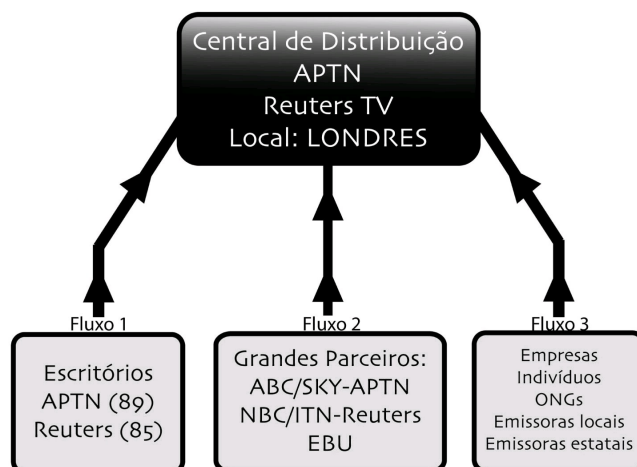 Central de Distribuição
APTN
Reuters TV
Local: LONDRES
Fluxo 1
Escritórios
APTN (89)
Reuters (85)
Fluxo 2
Grandes Parceiros:
ABC/SKY-APTN
NBC/ITN-Reuters
EBU
Fluxo 3
Empresas
Indivíduos
ONGs
Emissoras locais
Emissoras estatais